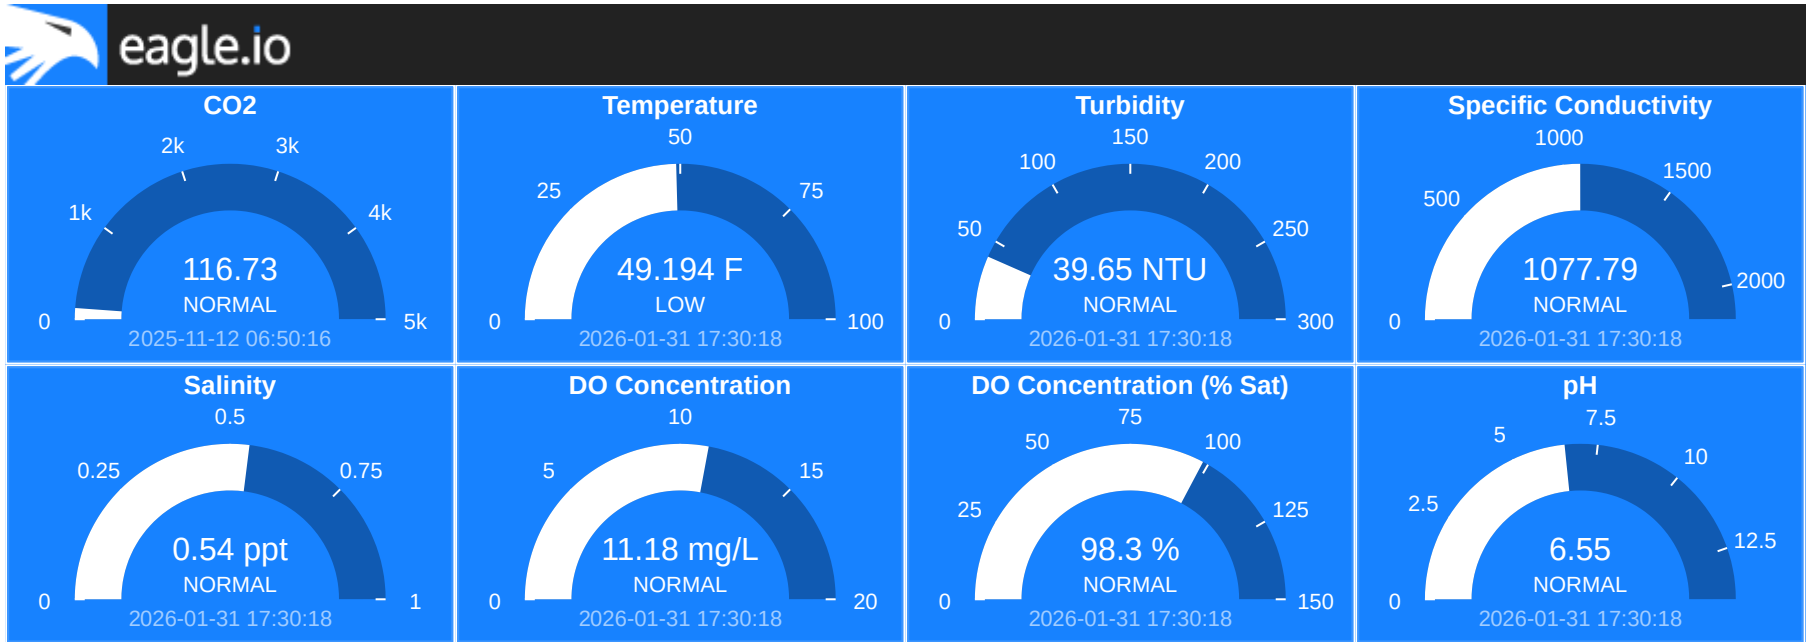 eagle.io
CO2
2k
3k
1k
4k
116.73
NORMAL
0
5k
2025-11-12 06:50:16
Temperature
50
25
75
49.194 F
LOW
0
100
2026-01-31 17:30:18
Turbidity
150
100
200
50
250
39.65 NTU
NORMAL
0
300
2026-01-31 17:30:18
Specific Conductivity
1000
1500
500
2000
1077.79
NORMAL
0
2026-01-31 17:30:18
Salinity
0.5
0.25
0.75
0.54 ppt
NORMAL
0
1
2026-01-31 17:30:18
DO Concentration
10
5
15
11.18 mg/L
NORMAL
0
20
2026-01-31 17:30:18
DO Concentration (% Sat)
75
50
100
25
125
98.3 %
NORMAL
0
150
2026-01-31 17:30:18
pH
7.5
5
10
2.5
12.5
6.55
NORMAL
0
2026-01-31 17:30:18